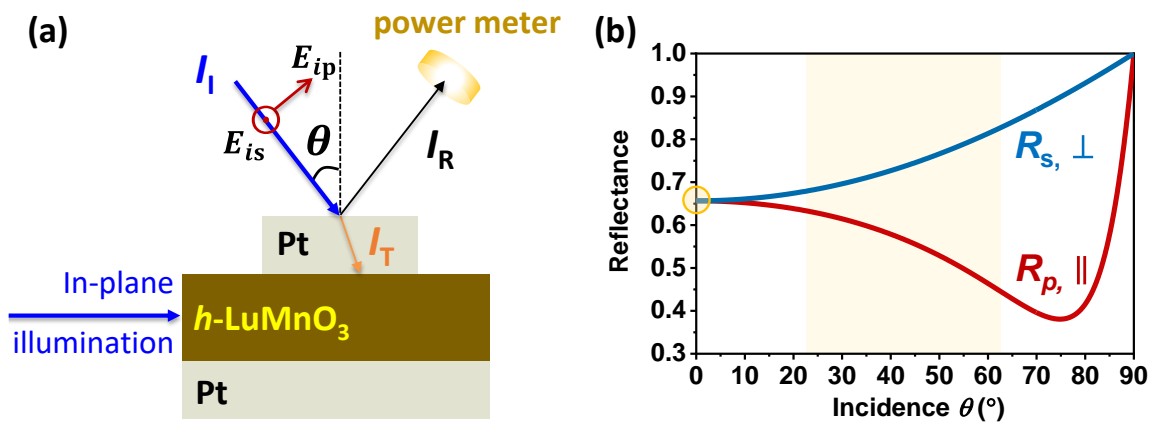 (a)
power meter
E_ip
I_I
E_is
θ
I_R
Pt
I_T
In-plane
illumination
h-LuMnO₃
Pt
(b)
Reflectance
1.0
0.9
0.8
0.7
0.6
0.5
0.4
0.3
R_s, ⊥
R_p, ∥
0 10 20 30 40 50 60 70 80 90
Incidence θ (°)